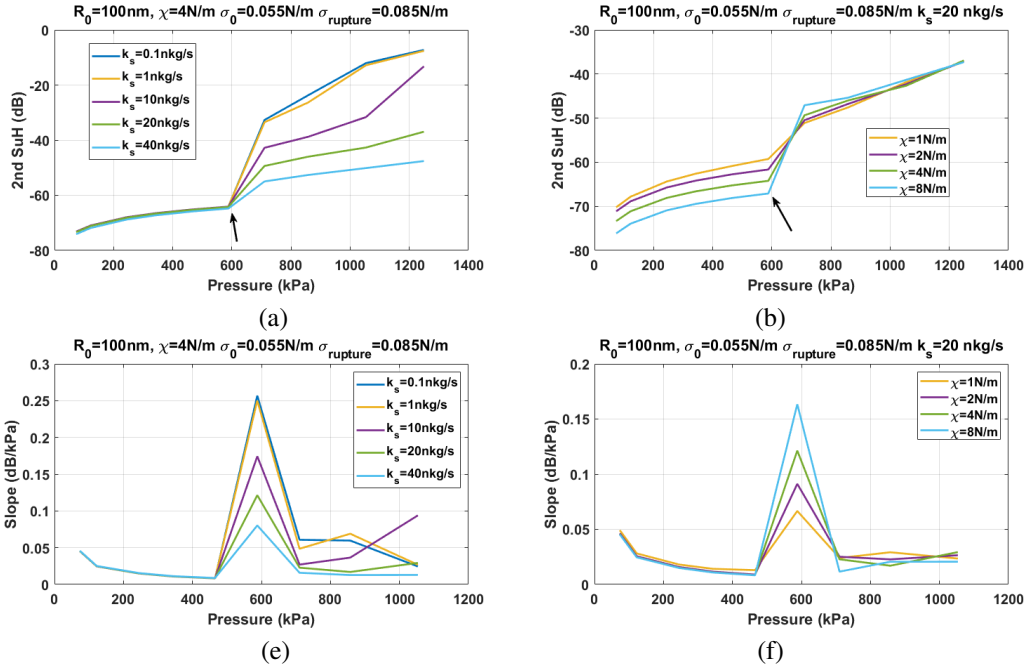 R0=100nm, χ=4N/m σ0=0.055N/m σrupture=0.085N/m
2nd SuH (dB)
0
-20
-40
-60
-80
ks=0.1nkg/s
ks=1nkg/s
ks=10nkg/s
ks=20nkg/s
ks=40nkg/s
0 200 400 600 800 1000 1200 1400
Pressure (kPa)
(a)
R0=100nm, σ0=0.055N/m σrupture=0.085N/m ks=20 nkg/s
2nd SuH (dB)
-30
-40
-50
-60
-70
-80
χ=1N/m
χ=2N/m
χ=4N/m
χ=8N/m
0 200 400 600 800 1000 1200 1400
Pressure (kPa)
(b)
R0=100nm, χ=4N/m σ0=0.055N/m σrupture=0.085N/m
Slope (dB/kPa)
0.3
0.25
0.2
0.15
0.1
0.05
0
ks=0.1nkg/s
ks=1nkg/s
ks=10nkg/s
ks=20nkg/s
ks=40nkg/s
0 200 400 600 800 1000 1200
Pressure (kPa)
(e)
R0=100nm, σ0=0.055N/m σrupture=0.085N/m ks=20 nkg/s
Slope (dB/kPa)
0.2
0.15
0.1
0.05
0
χ=1N/m
χ=2N/m
χ=4N/m
χ=8N/m
0 200 400 600 800 1000 1200
Pressure (kPa)
(f)